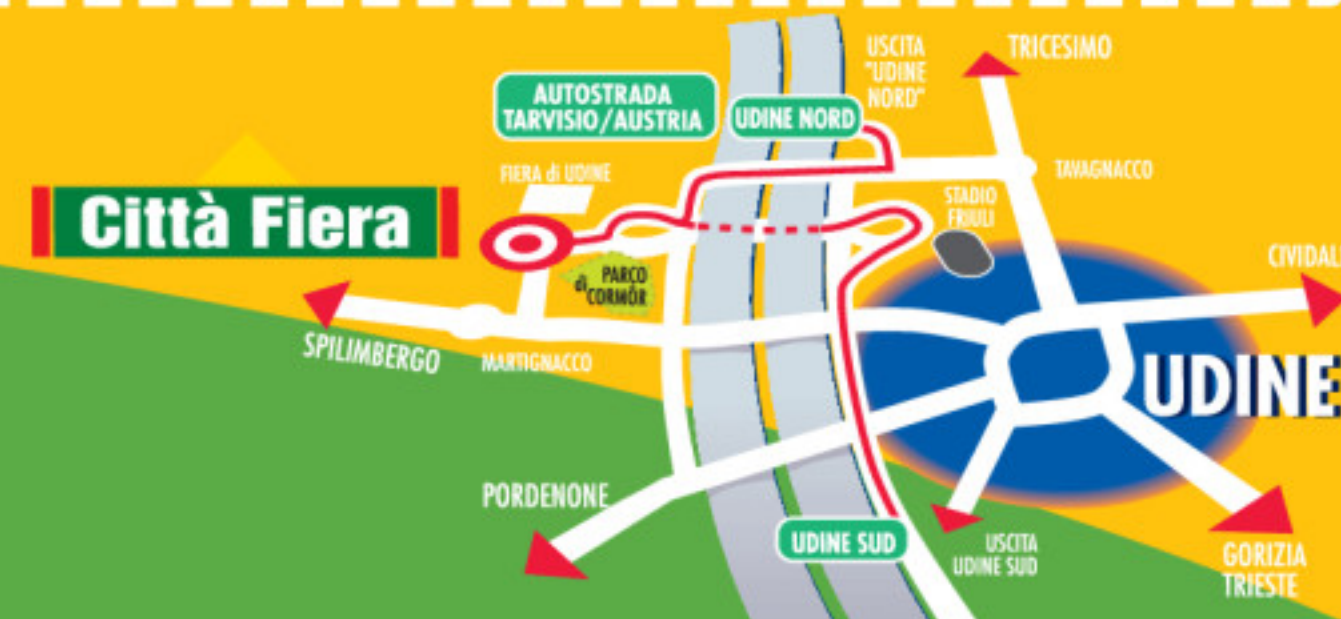 USCITA
"UDINE
NORD"
TRICESIMO
AUTOSTRADA
TARVISIO/AUSTRIA
UDINE NORD
FIERA di UDINE
TAVAGNACCO
STADIO
FRIULI
Città Fiera
CIVIDAL
PARCO
di CORMÔR
SPILIMBERGO
MARTIGNACCO
UDINE
PORDENONE
UDINE SUD
USCITA
UDINE SUD
GORIZIA
TRIESTE